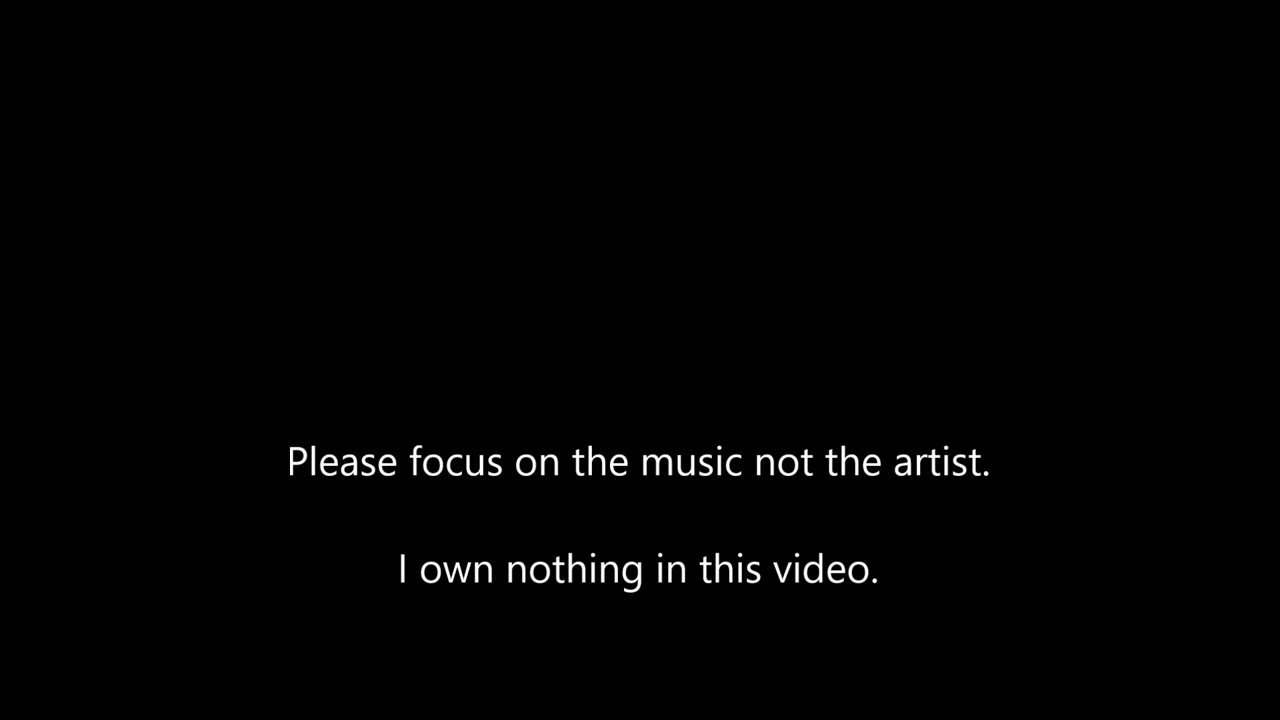 Please focus on the music not the artist.
I own nothing in this video.